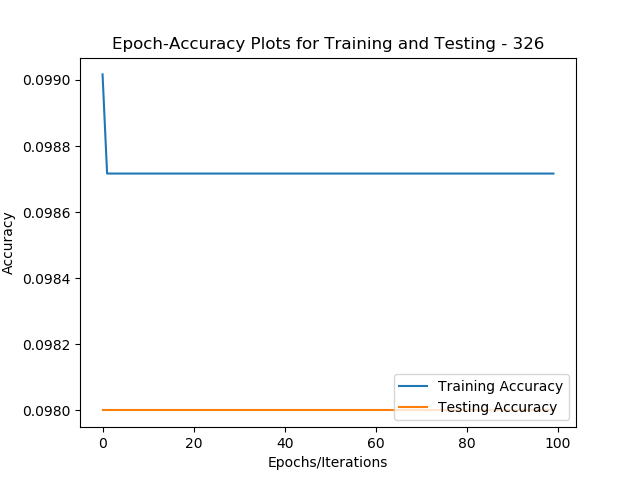 Epoch-Accuracy Plots for Training and Testing - 326
0.0990
0.0988
0.0986
0.0984
0.0982
0.0980
Accuracy
Training Accuracy
Testing Accuracy
0 20 40 60 80 100
Epochs/Iterations